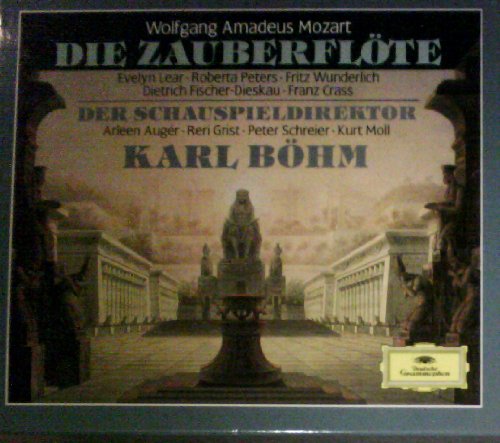 Wolfgang Amadeus Mozart
DIE ZAUBERFLÖTE
Evelyn Lear · Roberta Peters · Fritz Wunderlich
Dietrich Fischer-Dieskau · Franz Crass
DER SCHAUSPIELDIREKTOR
Arleen Augér · Reri Grist · Peter Schreier · Kurt Moll
KARL BÖHM
Deutsche
Grammophon